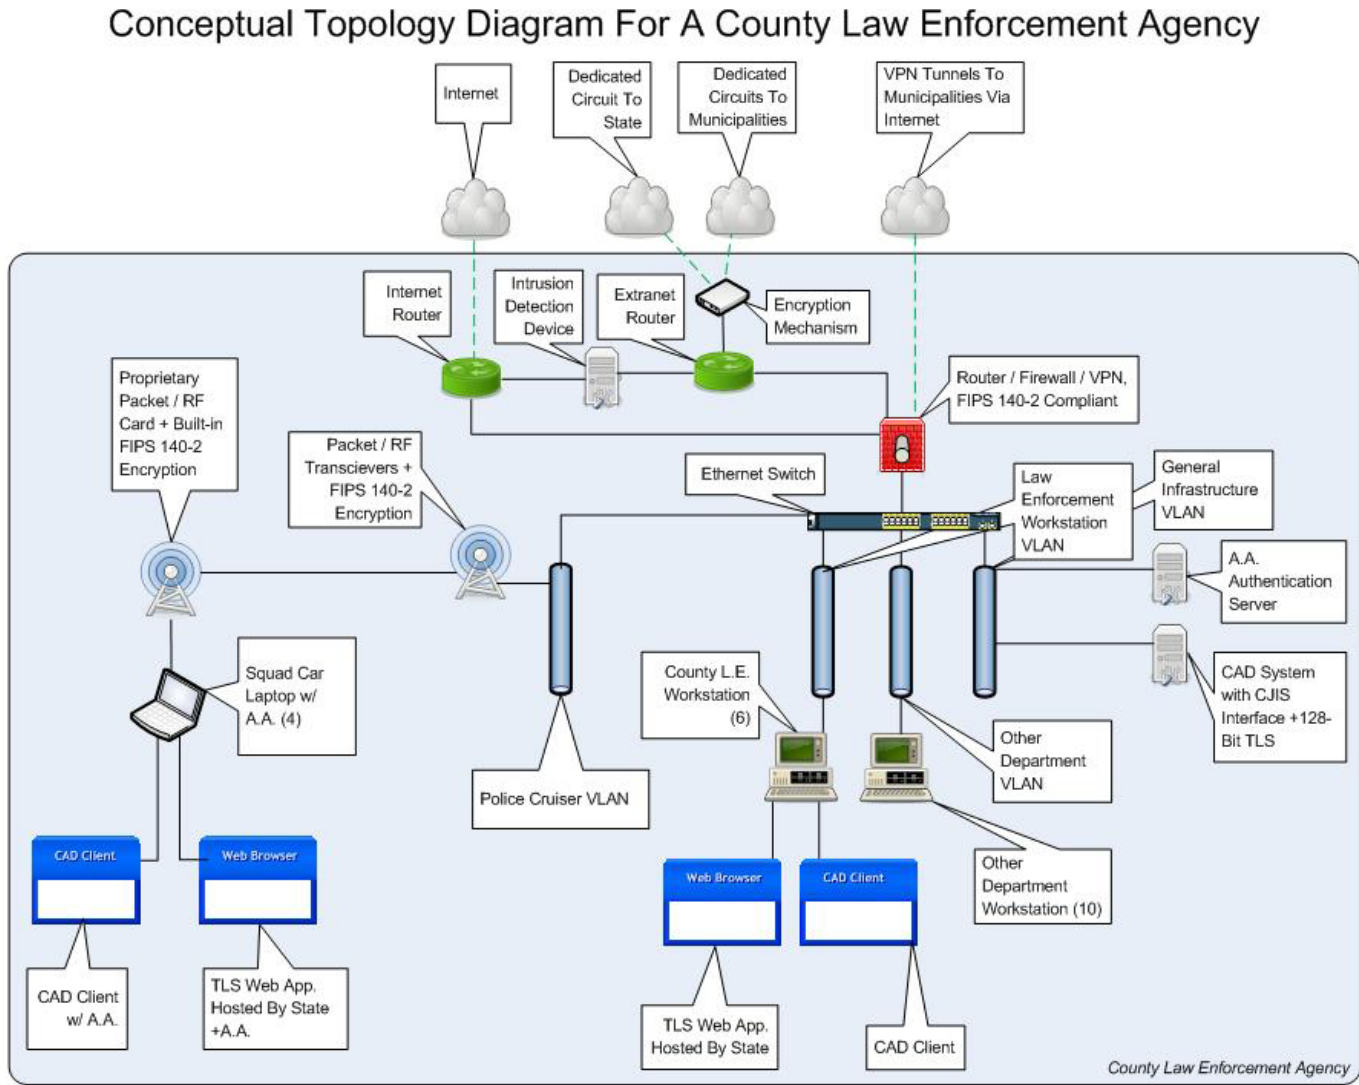 Conceptual Topology Diagram For A County Law Enforcement Agency
Internet
Dedicated
Circuit To
State
Dedicated
Circuits To
Municipalities
VPN Tunnels To
Municipalities Via
Internet
Internet
Router
Intrusion
Detection
Device
Extranet
Router
Encryption
Mechanism
Proprietary
Packet / RF
Card + Built-in
FIPS 140-2
Encryption
Packet / RF
Transcievers +
FIPS 140-2
Encryption
Router / Firewall / VPN,
FIPS 140-2 Compliant
Ethernet Switch
Law
Enforcement
Workstation
VLAN
General
Infrastructure
VLAN
A.A.
Authentication
Server
Squad Car
Laptop w/
A.A. (4)
County L.E.
Workstation
(6)
CAD System
with CJIS
Interface +128-
Bit TLS
Other
Department
VLAN
Police Cruiser VLAN
CAD Client
Web Browser
Web Browser
CAD Client
Other
Department
Workstation (10)
CAD Client
w/ A.A.
TLS Web App.
Hosted By State
+A.A.
TLS Web App.
Hosted By State
CAD Client
County Law Enforcement Agency